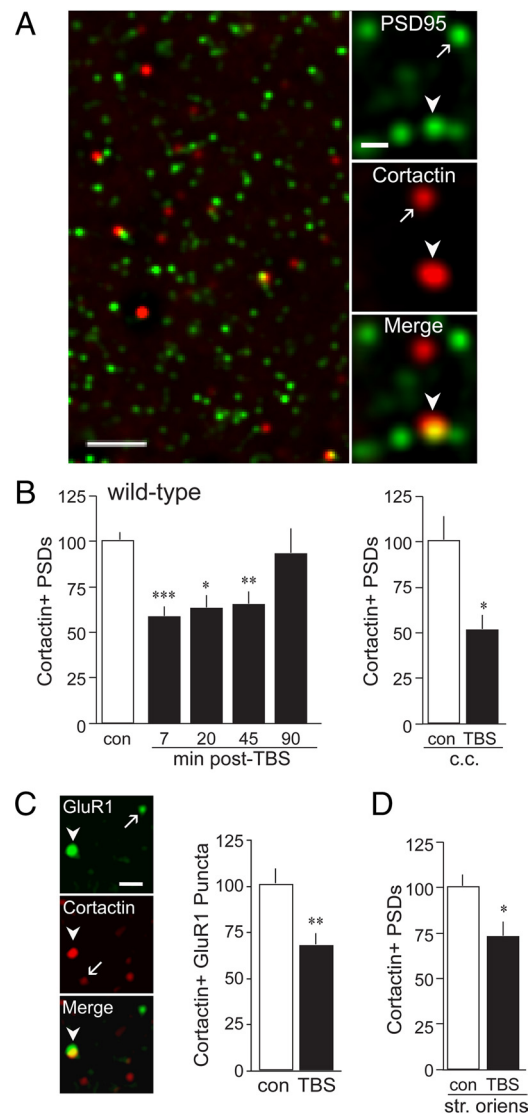 A
PSD95
Cortactin
Merge
B
wild-type
Cortactin+ PSDs
125
100
75
50
25
0
***
*
**
con
7 20 45 90
min post-TBS
Cortactin+ PSDs
125
100
75
50
25
0
*
con TBS
c.c.
C
GluR1
Cortactin
Merge
Cortactin+ GluR1 Puncta
125
100
75
50
25
0
**
con TBS
D
Cortactin+ PSDs
125
100
75
50
25
0
*
con TBS
str. oriens